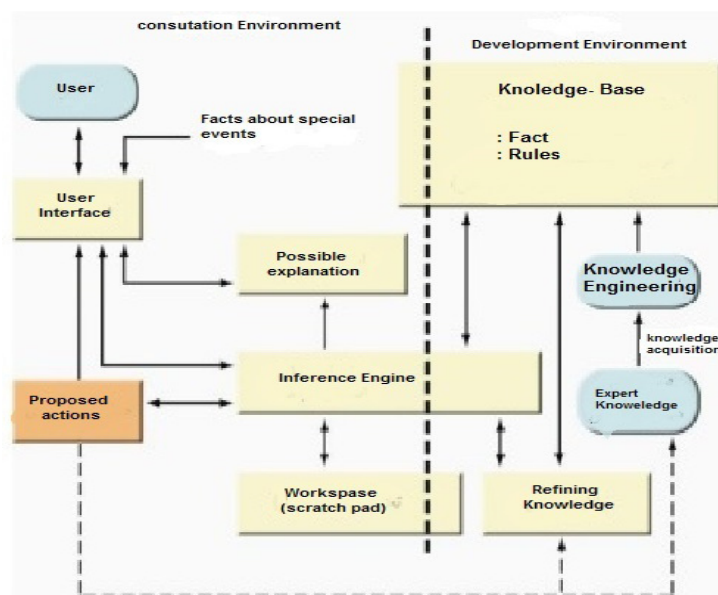 consutation Environment
Development Environment
User
Facts about special
events
Knoledge- Base
: Fact
: Rules
User
Interface
Possible
explanation
Knowledge
Engineering
knowledge
acquisition
Inference Engine
Proposed
actions
Expert
Knoweledge
Workspase
(scratch pad)
Refining
Knowledge